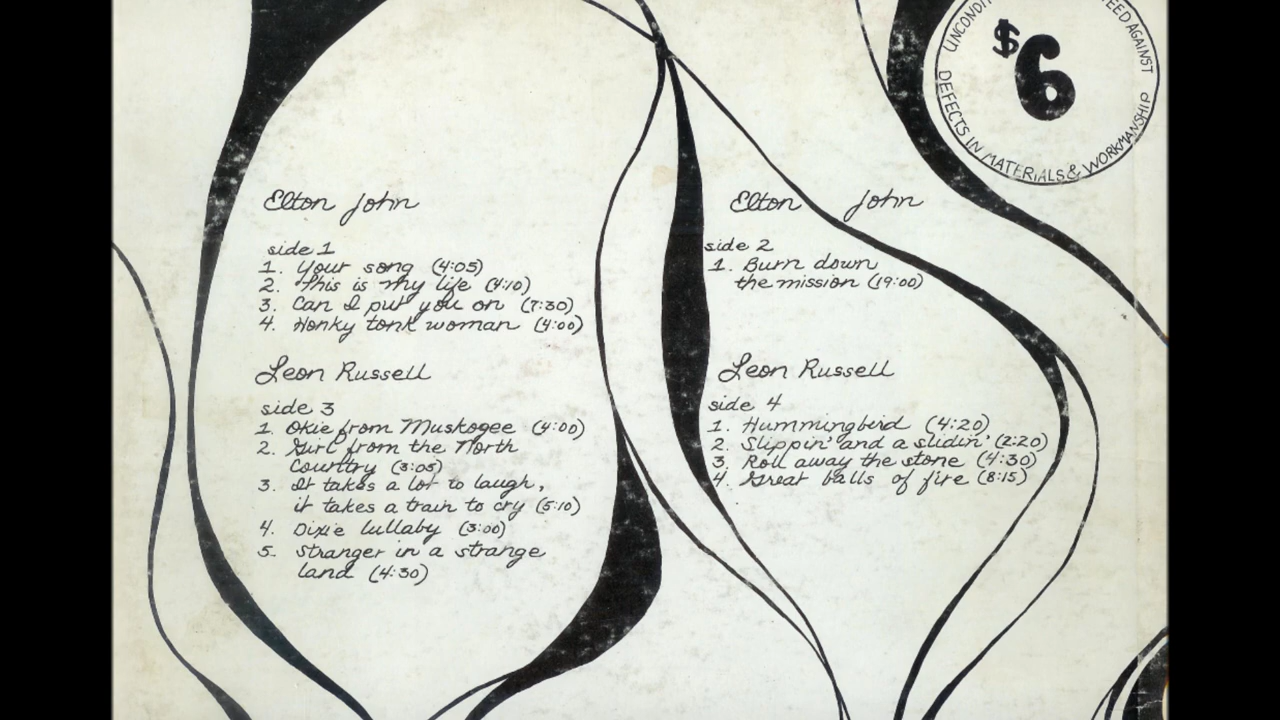 UNCONDI
TEED AGAINST
DEFECTS IN MATERIALS & WORKMANSHIP
$6
Elton John
side 1
1. Your song (4:05)
2. This is my life (4:10)
3. Can I put you on (7:30)
4. Honky tonk woman (4:00)
Leon Russell
side 3
1. Okie from Muskogee (4:00)
2. Girl from the North
Country (3:05)
3. It takes a lot to laugh,
it takes a train to cry (5:10)
4. Dixie lullaby (3:00)
5. Stranger in a strange
land (4:30)
Elton John
side 2
1. Burn down
the mission (19:00)
Leon Russell
side 4
1. Hummingbird (4:20)
2. Slippin' and a slidin' (2:20)
3. Roll away the stone (4:30)
4. Great balls of fire (8:15)